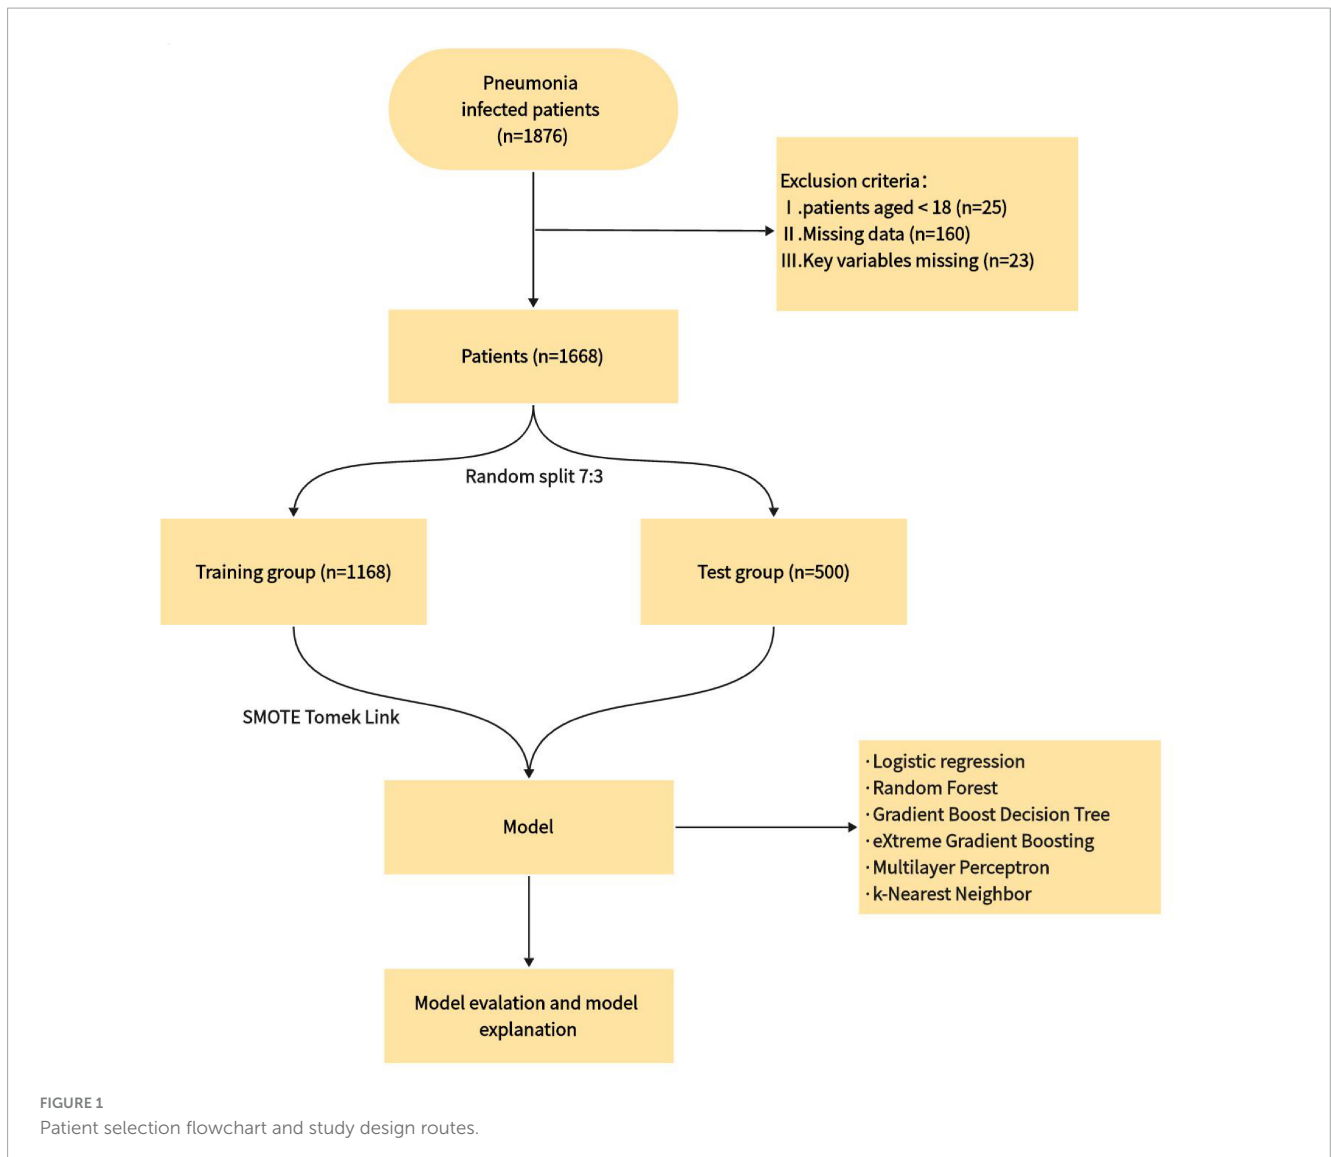 Pneumonia
infected patients
(n=1876)
Exclusion criteria：
Ⅰ.patients aged < 18 (n=25)
Ⅱ.Missing data (n=160)
Ⅲ.Key variables missing (n=23)
Patients (n=1668)
Random split 7:3
Training group (n=1168)
Test group (n=500)
SMOTE Tomek Link
Model
·Logistic regression
·Random Forest
·Gradient Boost Decision Tree
·eXtreme Gradient Boosting
·Multilayer Perceptron
·k-Nearest Neighbor
Model evalation and model
explanation
FIGURE 1
Patient selection flowchart and study design routes.